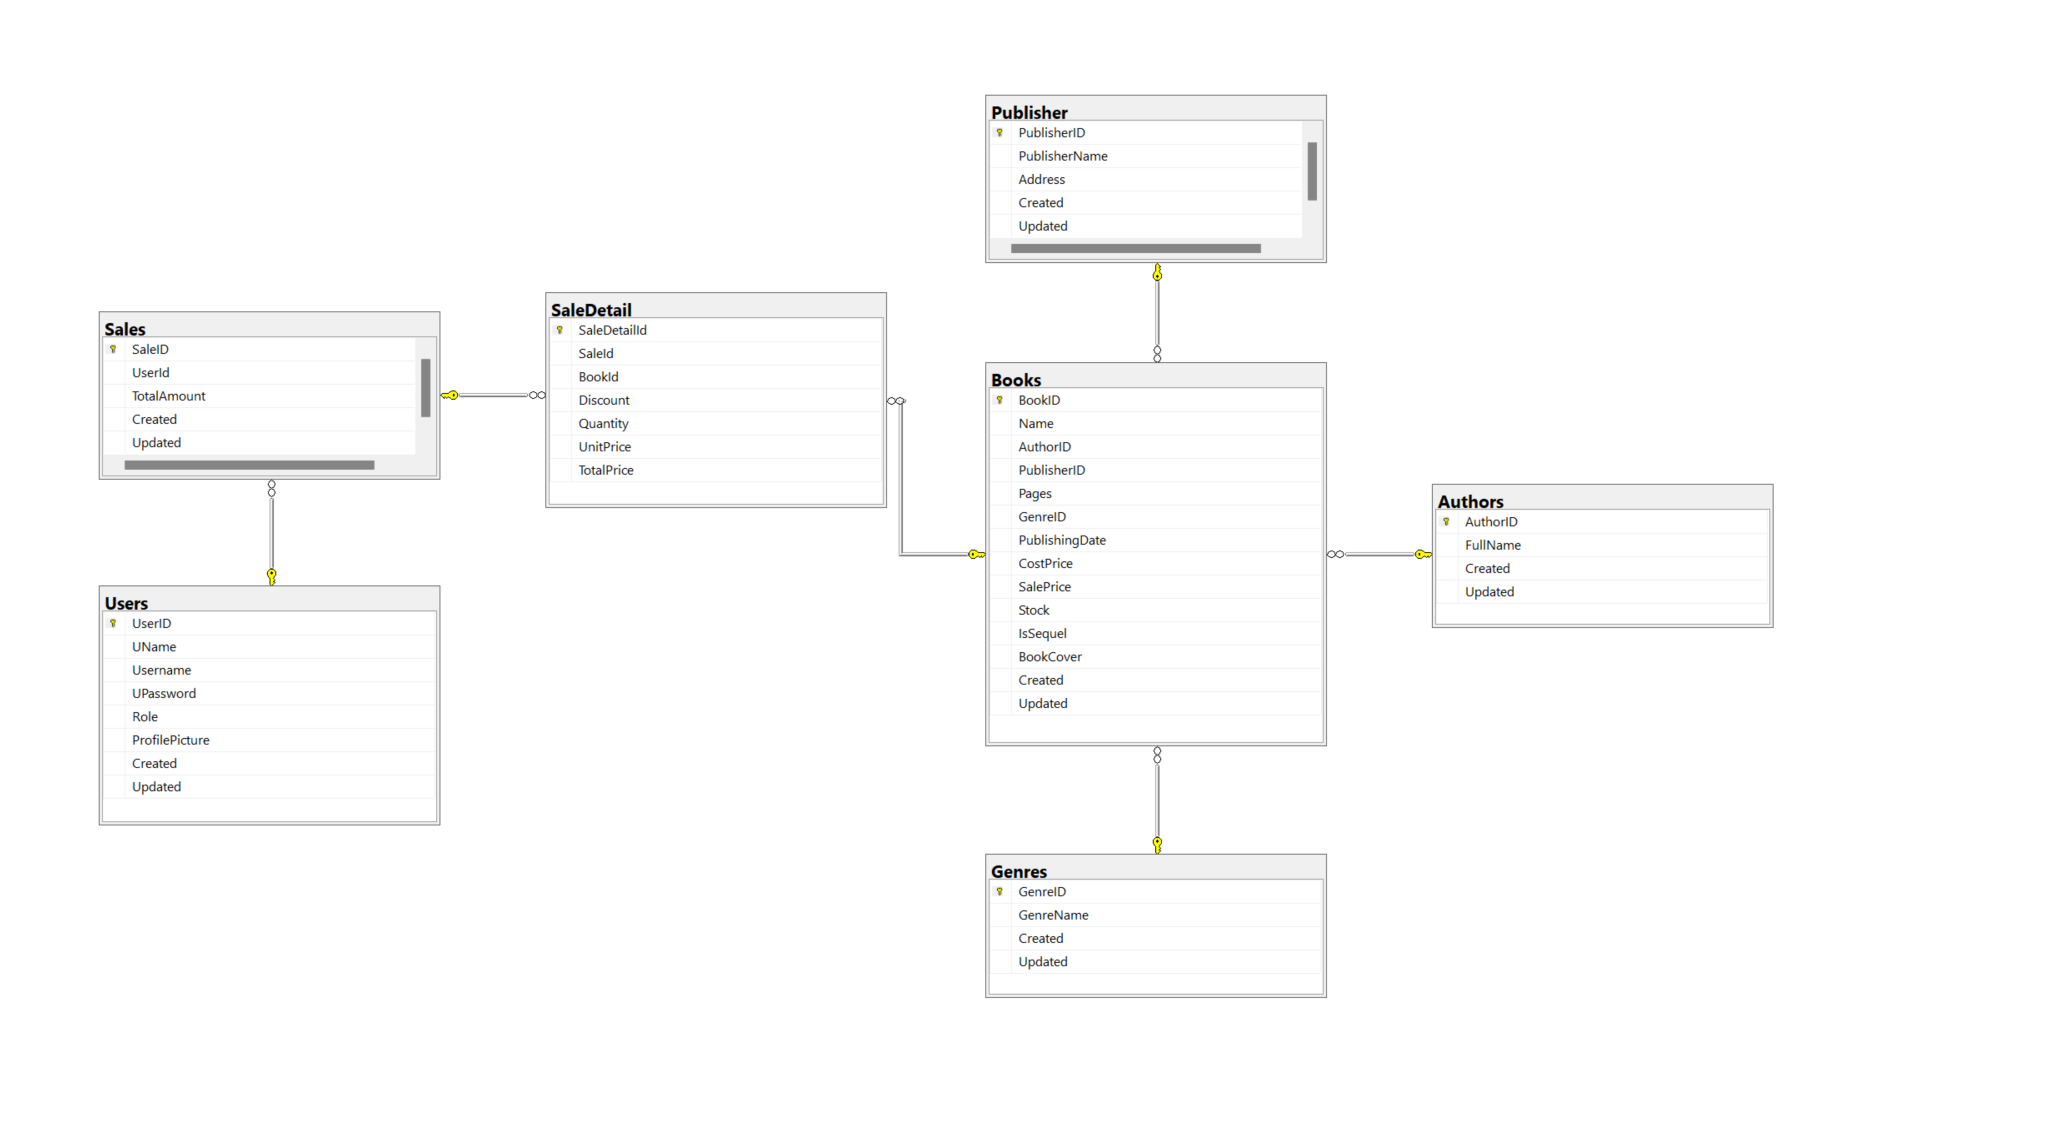 Publisher
PublisherID
PublisherName
Address
Created
Updated
Sales
SaleID
UserId
TotalAmount
Created
Updated
SaleDetail
SaleDetailId
SaleId
BookId
Discount
Quantity
UnitPrice
TotalPrice
Books
BookID
Name
AuthorID
PublisherID
Pages
GenreID
PublishingDate
CostPrice
SalePrice
Stock
IsSequel
BookCover
Created
Updated
Authors
AuthorID
FullName
Created
Updated
Users
UserID
UName
Username
UPassword
Role
ProfilePicture
Created
Updated
Genres
GenreID
GenreName
Created
Updated